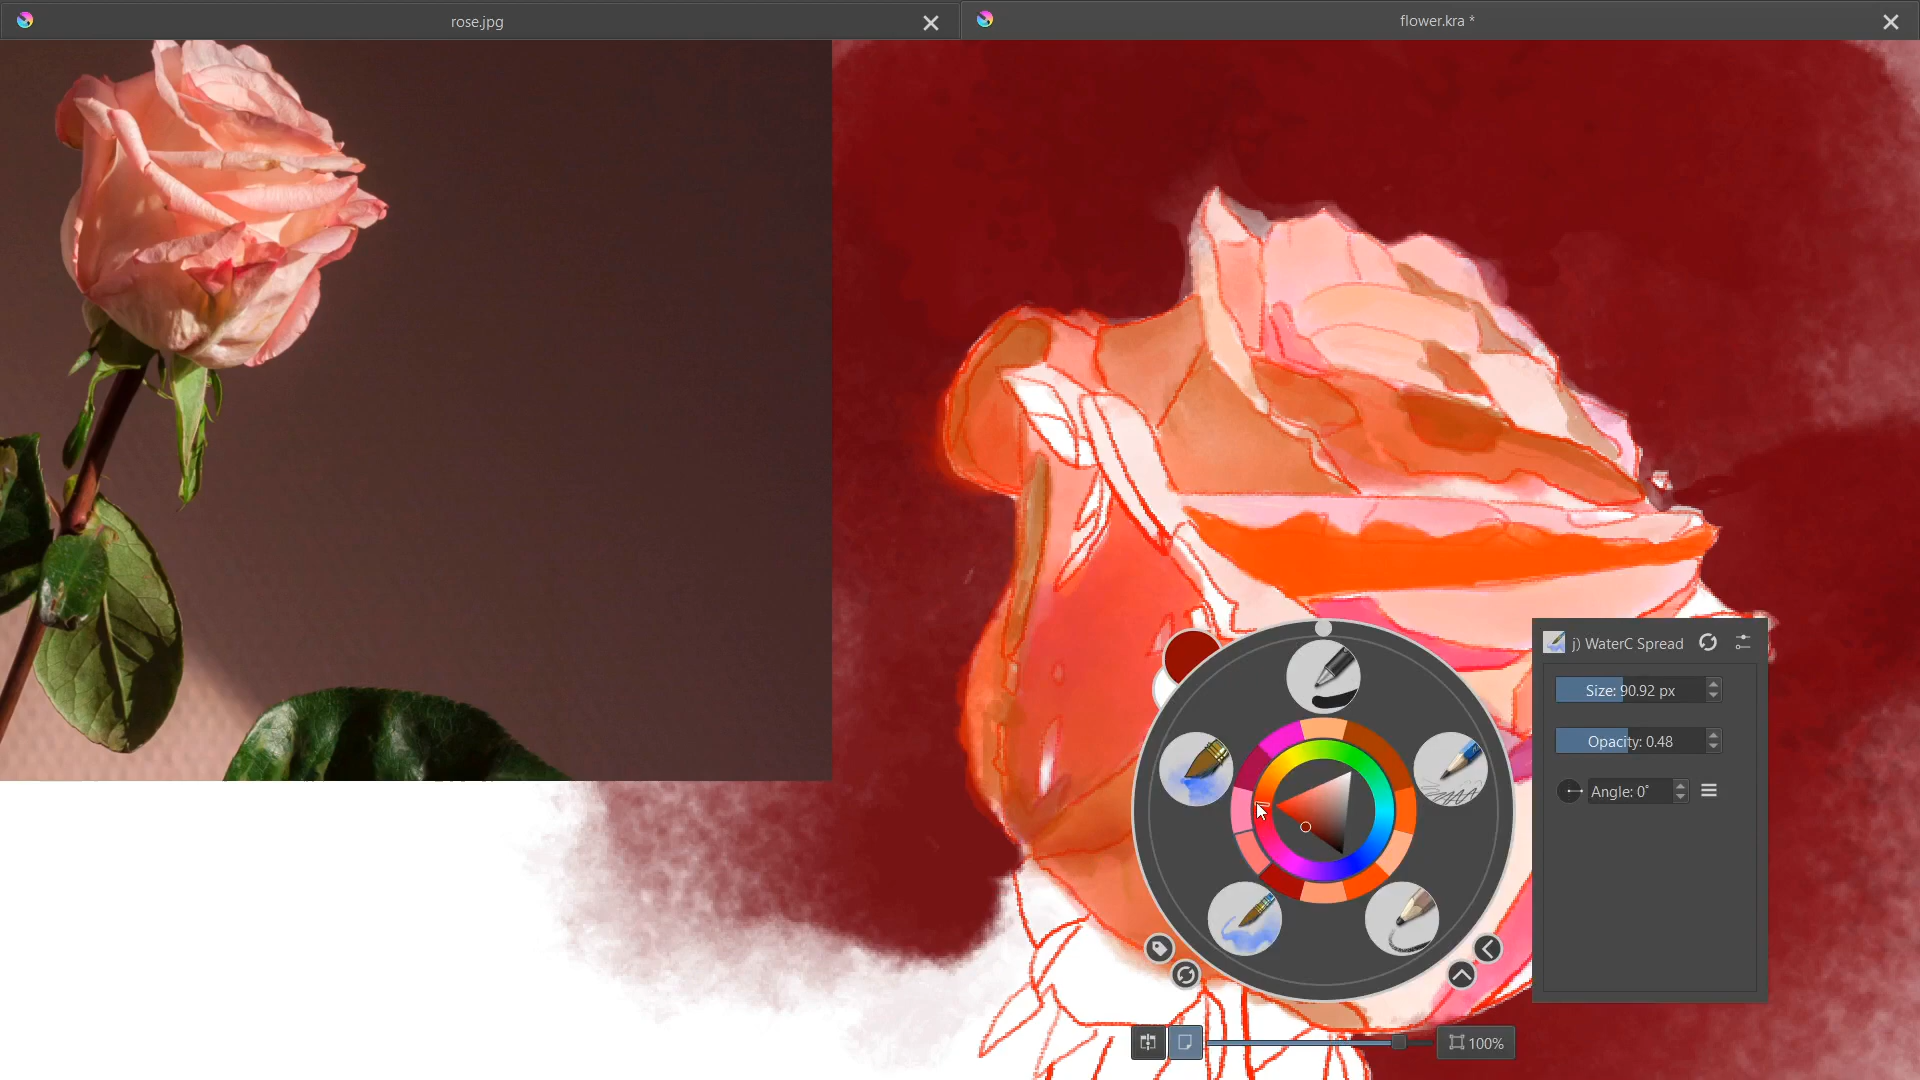 rose.jpg
flower.kra *
j) WaterC Spread
Size: 90.92 px
Opacity: 0.48
Angle: 0°
100%